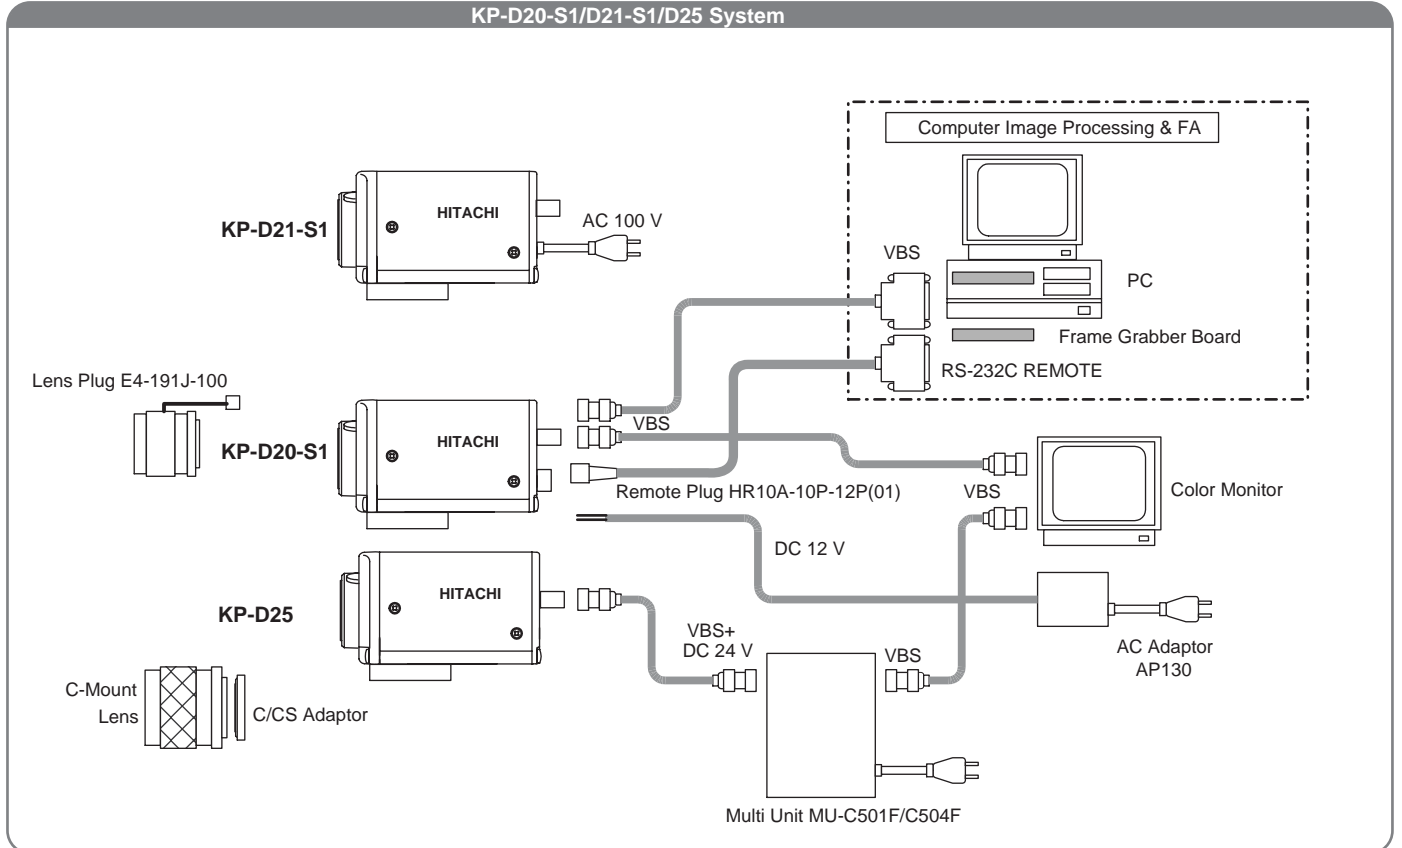 KP-D20-S1/D21-S1/D25 System
Computer Image Processing & FA
HITACHI
KP-D21-S1
AC 100 V
VBS
PC
Frame Grabber Board
RS-232C REMOTE
Lens Plug E4-191J-100
VBS
HITACHI
KP-D20-S1
Remote Plug HR10A-10P-12P(01)
VBS
Color Monitor
DC 12 V
HITACHI
KP-D25
VBS+
DC 24 V
VBS
AC Adaptor
AP130
C-Mount
Lens
C/CS Adaptor
Multi Unit MU-C501F/C504F